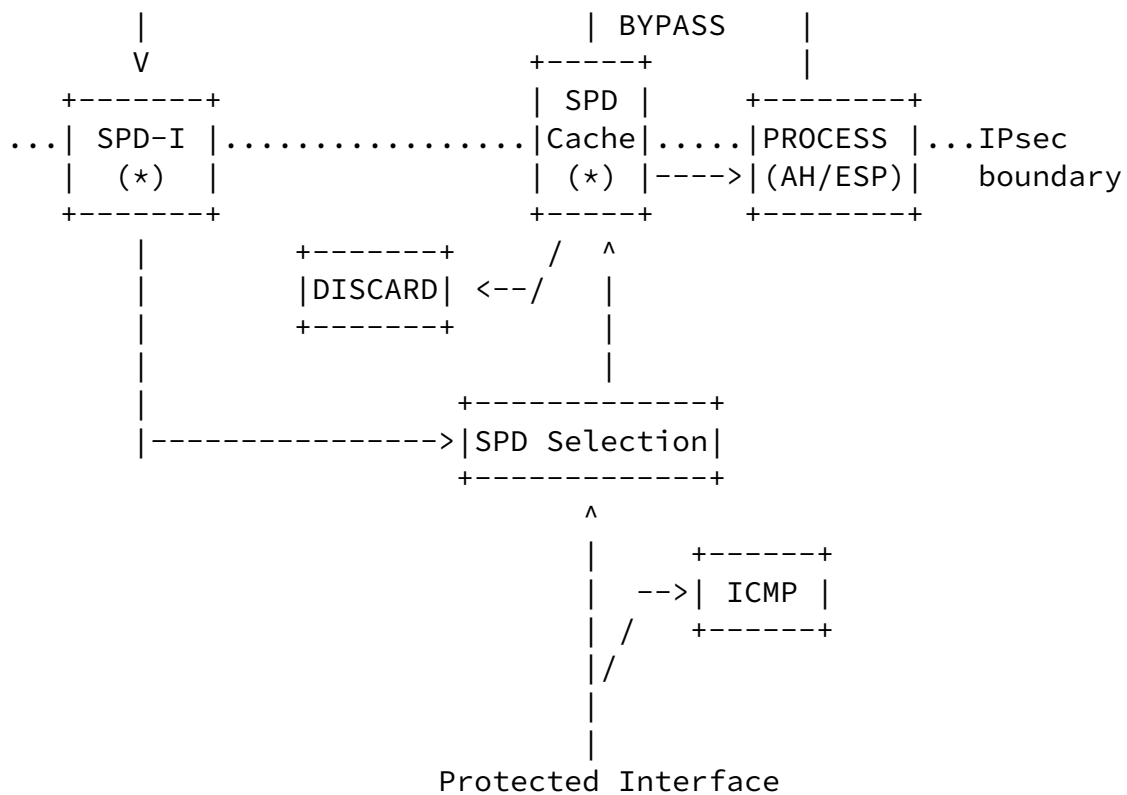 | | BYPASS |
V +-----+ |
+-------+ | SPD | +--------+
...| SPD-I |.................|Cache|.....|PROCESS |...IPsec
| (*) | | (*) |---->|(AH/ESP)| boundary
+-------+ +-----+ +--------+
| +-------+ / ^
| |DISCARD| <--/ |
| +-------+ |
| |
| +-------------+
|---------------->|SPD Selection|
+-------------+
^
| +------+
| -->| ICMP |
| / +------+
|/
|
|
Protected Interface